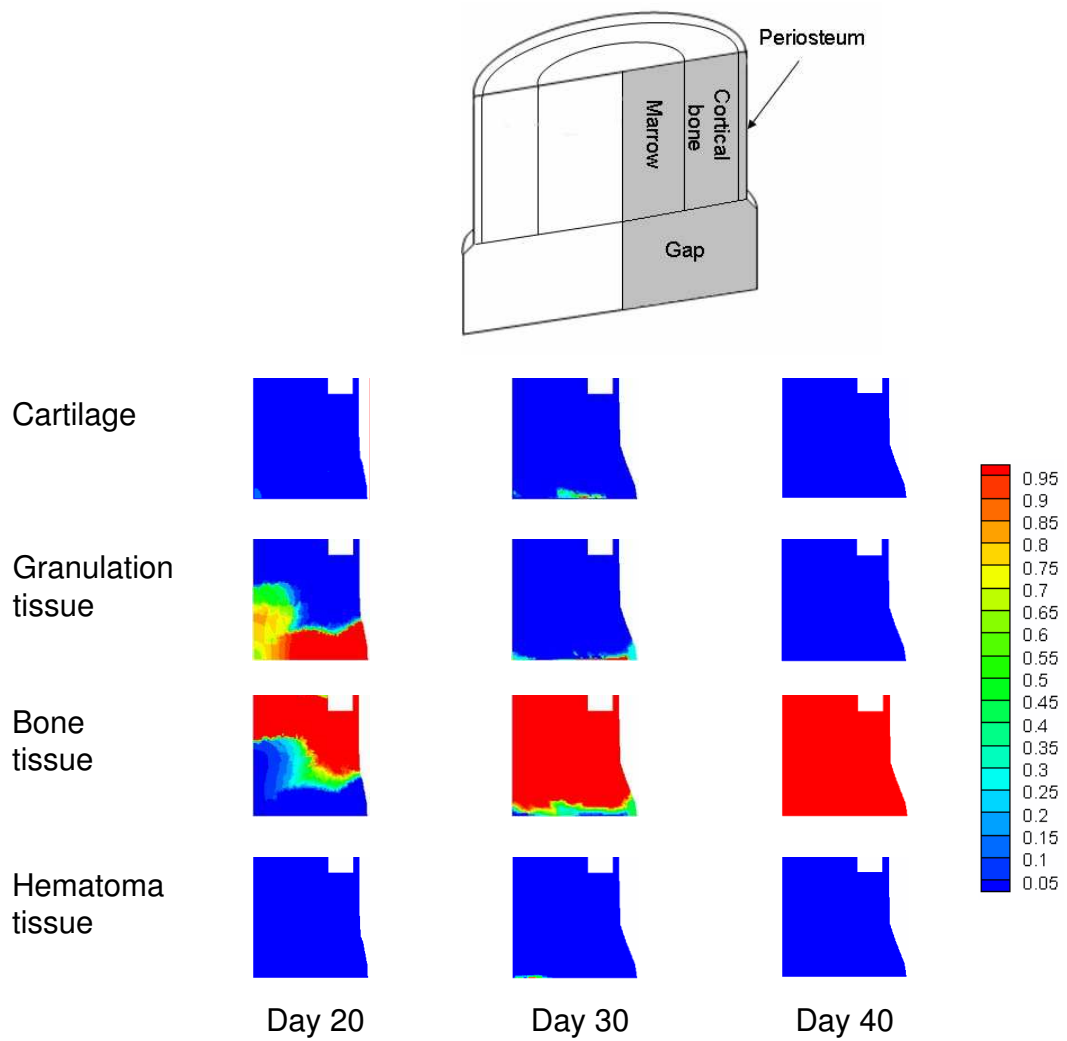 Periosteum
Marrow
Cortical
bone
Gap
Cartilage
Granulation
tissue
Bone
tissue
Hematoma
tissue
0.95
0.9
0.85
0.8
0.75
0.7
0.65
0.6
0.55
0.5
0.45
0.4
0.35
0.3
0.25
0.2
0.15
0.1
0.05
Day 20
Day 30
Day 40